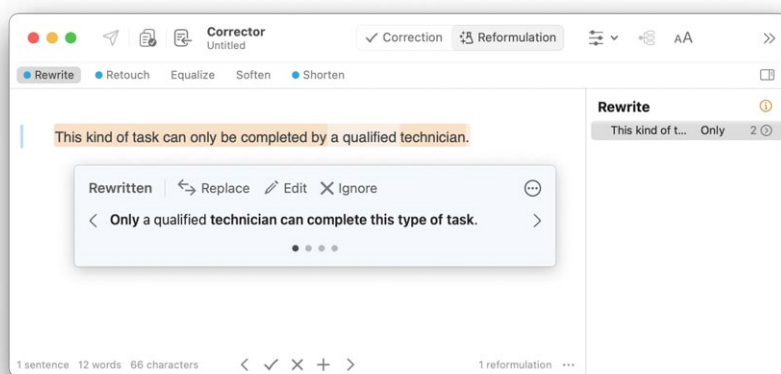 Corrector
Untitled
Correction
Reformulation
AA
Rewrite
Retouch
Equalize
Soften
Shorten
This kind of task can only be completed by a qualified technician.
Rewritten
Replace
Edit
Ignore
Only a qualified technician can complete this type of task.
Rewrite
This kind of t... Only 2
1 sentence 12 words 66 characters
1 reformulation